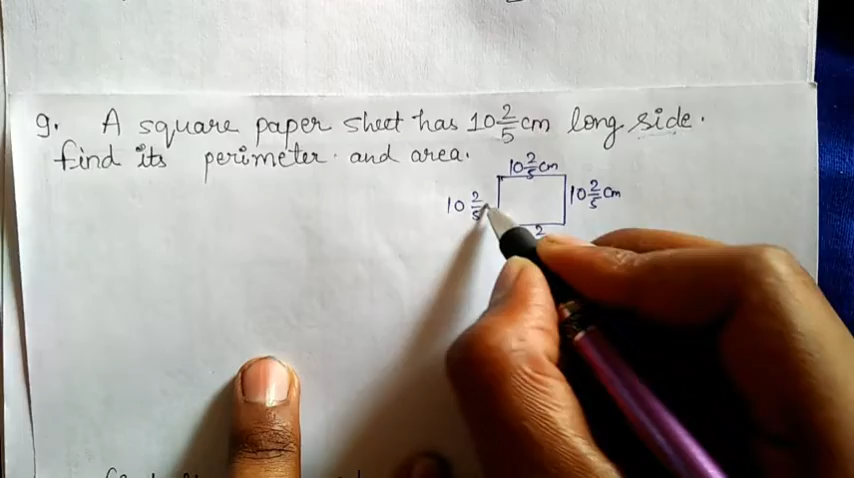 9. A square paper sheet has 10 2/5 cm long side.
find its perimeter and area.
10 2/5 cm
10 2/5
10 2/5 cm
2